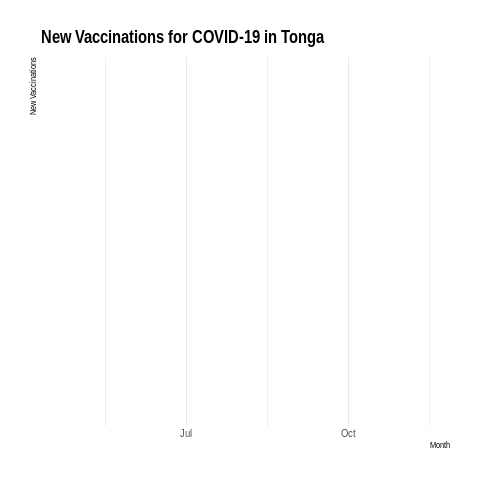 New Vaccinations for COVID-19 in Tonga
New Vaccinations
Jul
Oct
Month